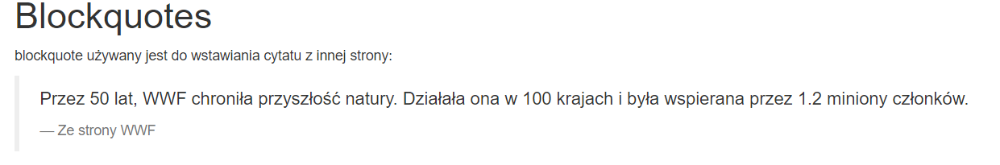 Blockquotes
blockquote używany jest do wstawiania cytatu z innej strony:
Przez 50 lat, WWF chroniła przyszłość natury. Działała ona w 100 krajach i była wspierana przez 1.2 miniony członków.
— Ze strony WWF